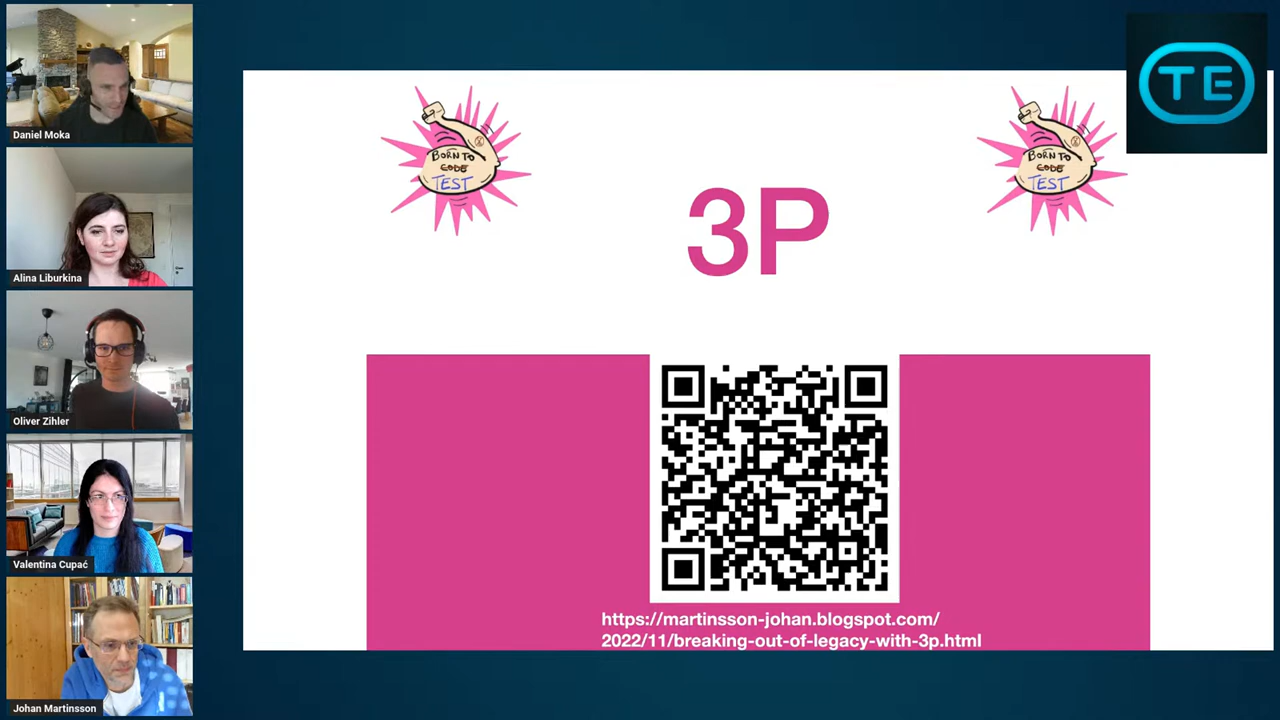 Daniel Moka
Alina Liburkina
Oliver Zihler
Valentina Cupać
Johan Martinsson
BORN TO
CODE
TEST
3P
BORN TO
CODE
TEST
https://martinsson-johan.blogspot.com/
2022/11/breaking-out-of-legacy-with-3p.html
TE